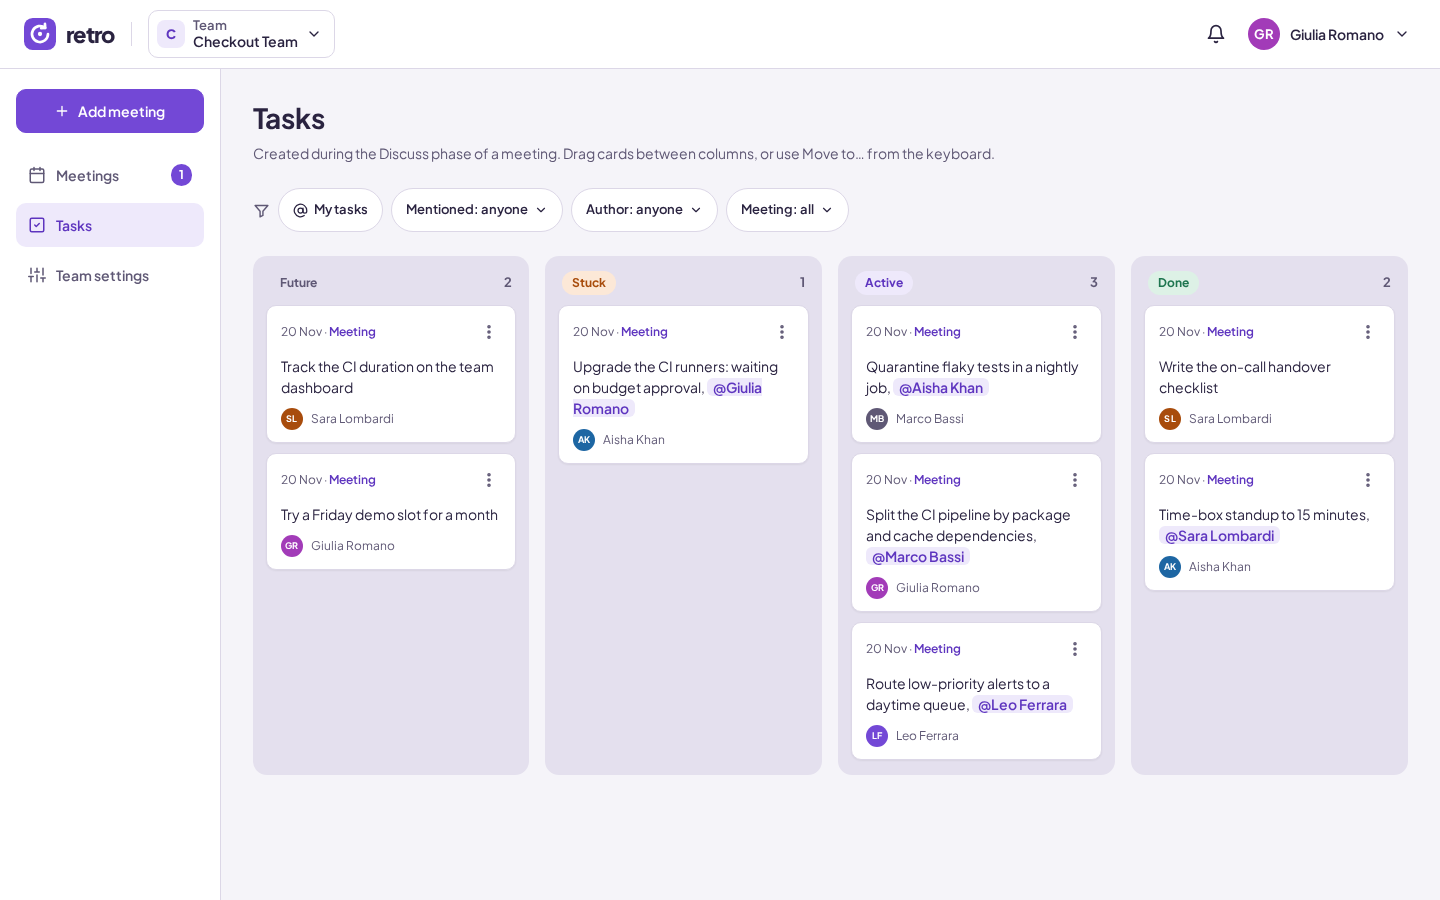 retro
C
Team
Checkout Team
GR
Giulia Romano
Add meeting
Meetings
1
Tasks
Team settings
Tasks
Created during the Discuss phase of a meeting. Drag cards between columns, or use Move to... from the keyboard.
My tasks
Mentioned: anyone
Author: anyone
Meeting: all
Future
2
20 Nov · Meeting
Track the CI duration on the team
dashboard
SL
Sara Lombardi
20 Nov · Meeting
Try a Friday demo slot for a month
GR
Giulia Romano
Stuck
1
20 Nov · Meeting
Upgrade the CI runners: waiting
on budget approval, @Giulia
Romano
AK
Aisha Khan
Active
3
20 Nov · Meeting
Quarantine flaky tests in a nightly
job, @Aisha Khan
MB
Marco Bassi
20 Nov · Meeting
Split the CI pipeline by package
and cache dependencies,
@Marco Bassi
GR
Giulia Romano
20 Nov · Meeting
Route low-priority alerts to a
daytime queue, @Leo Ferrara
LF
Leo Ferrara
Done
2
20 Nov · Meeting
Write the on-call handover
checklist
SL
Sara Lombardi
20 Nov · Meeting
Time-box standup to 15 minutes,
@Sara Lombardi
AK
Aisha Khan